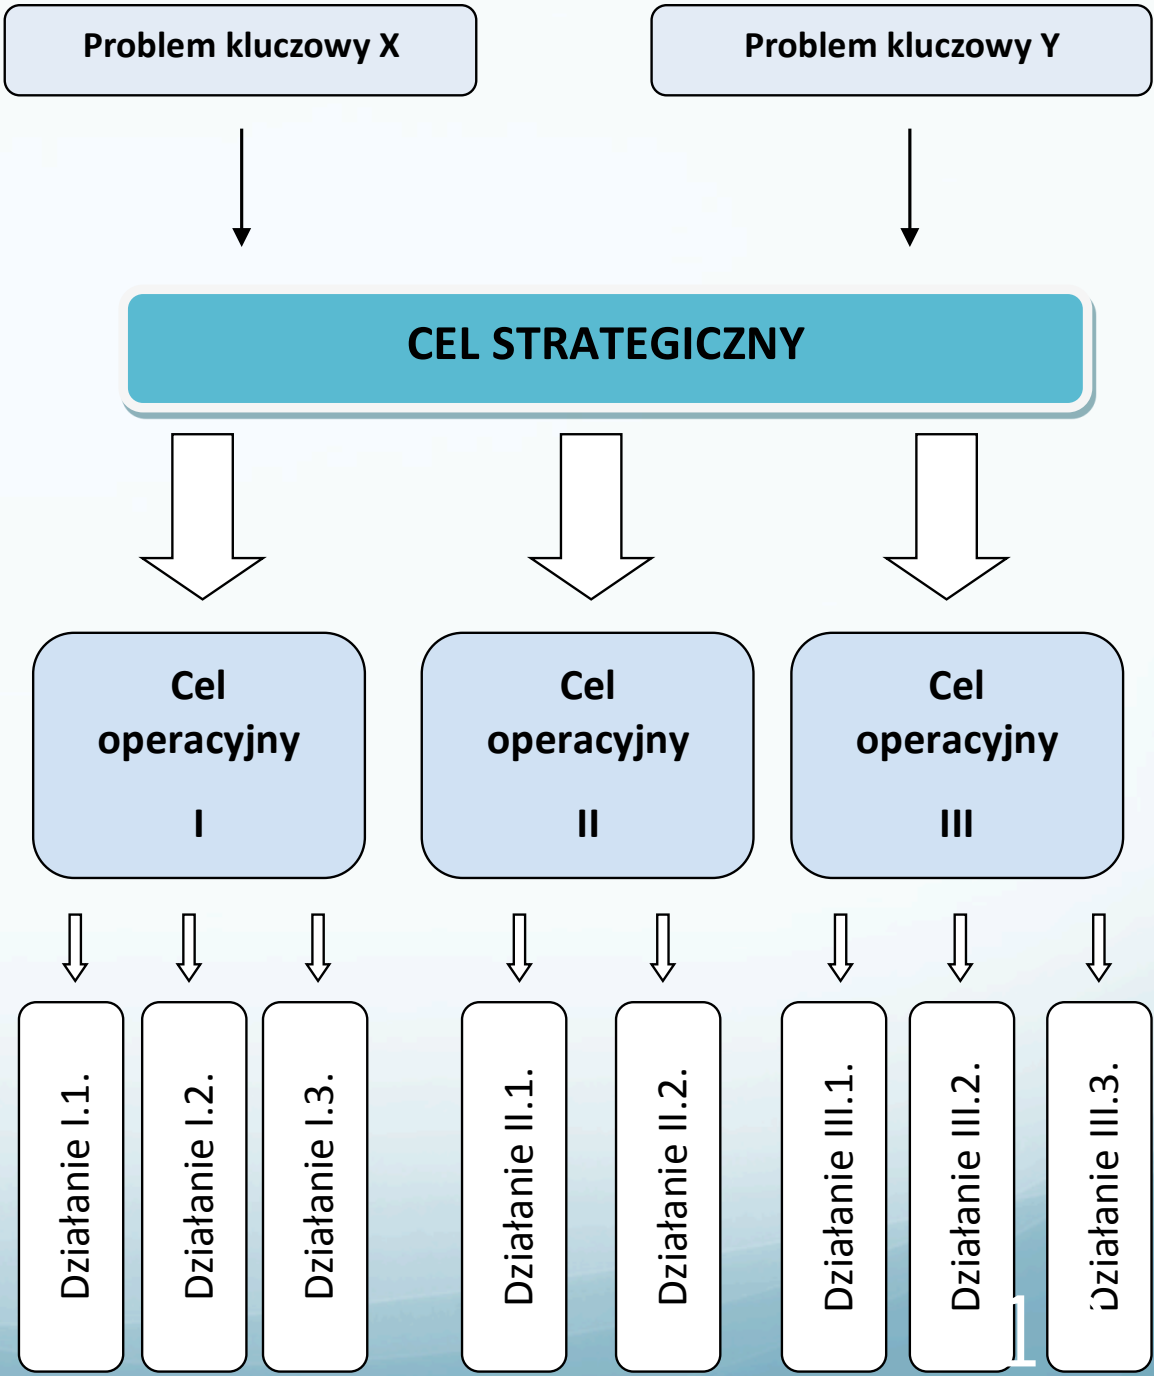 Problem kluczowy X
Problem kluczowy Y
CEL STRATEGICZNY
Cel
operacyjny
I
Cel
operacyjny
II
Cel
operacyjny
III
Działanie I.1.
Działanie I.2.
Działanie I.3.
Działanie II.1.
Działanie II.2.
Działanie III.1.
Działanie III.2.
Działanie III.3.
1